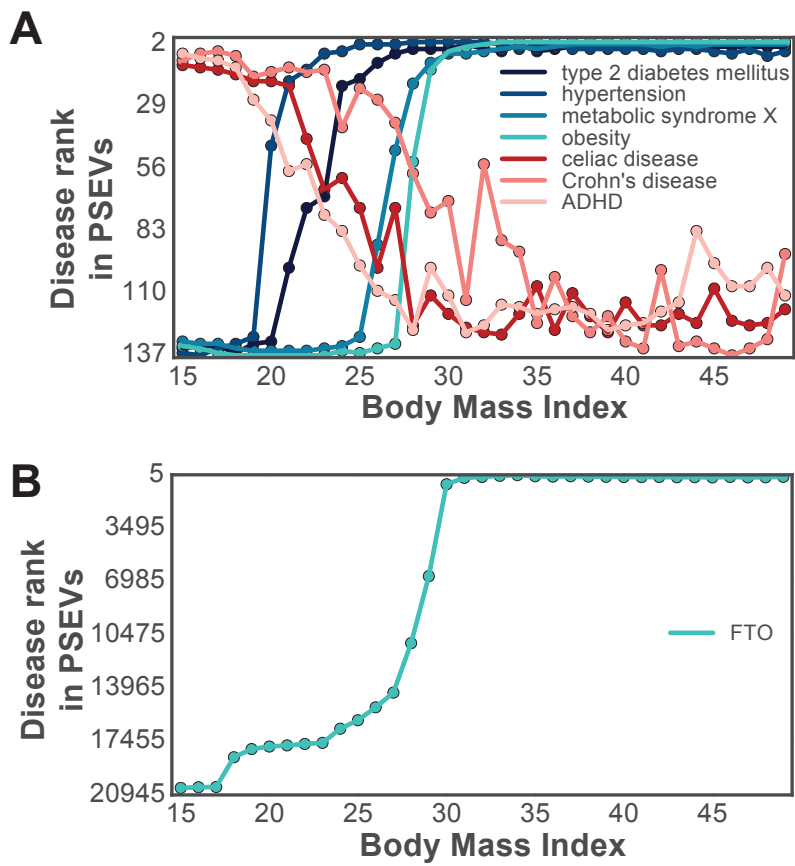 A
2
29
56
83
110
137
Disease rank
in PSEVs
type 2 diabetes mellitus
hypertension
metabolic syndrome X
obesity
celiac disease
Crohn's disease
ADHD
15 20 25 30 35 40 45
Body Mass Index
B
5
3495
6985
10475
13965
17455
20945
Disease rank
in PSEVs
FTO
15 20 25 30 35 40 45
Body Mass Index